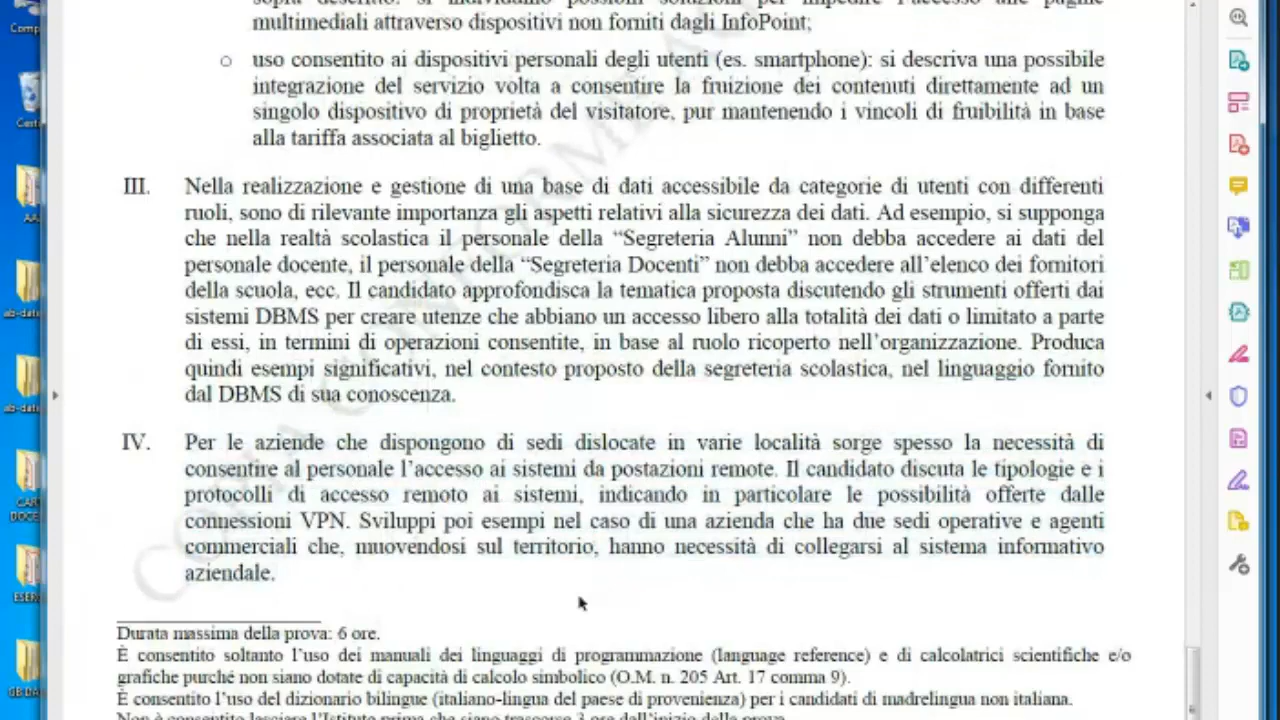 multimediali attraverso dispositivi non forniti dagli InfoPoint;
o uso consentito ai dispositivi personali degli utenti (es. smartphone): si descriva una possibile
integrazione del servizio volta a consentire la fruizione dei contenuti direttamente ad un
singolo dispositivo di proprietà del visitatore, pur mantenendo i vincoli di fruibilità in base
alla tariffa associata al biglietto.
III. Nella realizzazione e gestione di una base di dati accessibile da categorie di utenti con differenti
ruoli, sono di rilevante importanza gli aspetti relativi alla sicurezza dei dati. Ad esempio, si supponga
che nella realtà scolastica il personale della “Segreteria Alunni” non debba accedere ai dati del
personale docente, il personale della “Segreteria Docenti” non debba accedere all’elenco dei fornitori
della scuola, ecc. Il candidato approfondisca la tematica proposta discutendo gli strumenti offerti dai
sistemi DBMS per creare utenze che abbiano un accesso libero alla totalità dei dati o limitato a parte
di essi, in termini di operazioni consentite, in base al ruolo ricoperto nell’organizzazione. Produca
quindi esempi significativi, nel contesto proposto della segreteria scolastica, nel linguaggio fornito
dal DBMS di sua conoscenza.
IV. Per le aziende che dispongono di sedi dislocate in varie località sorge spesso la necessità di
consentire al personale l’accesso ai sistemi da postazioni remote. Il candidato discuta le tipologie e i
protocolli di accesso remoto ai sistemi, indicando in particolare le possibilità offerte dalle
connessioni VPN. Sviluppi poi esempi nel caso di una azienda che ha due sedi operative e agenti
commerciali che, muovendosi sul territorio, hanno necessità di collegarsi al sistema informativo
aziendale.
Durata massima della prova: 6 ore.
È consentito soltanto l’uso dei manuali dei linguaggi di programmazione (language reference) e di calcolatrici scientifiche e/o
grafiche purché non siano dotate di capacità di calcolo simbolico (O.M. n. 205 Art. 17 comma 9).
È consentito l’uso del dizionario bilingue (italiano-lingua del paese di provenienza) per i candidati di madrelingua non italiana.
Non è consentito lasciare l’Istituto prima che siano trascorse 3 ore dall’inizio della prova.